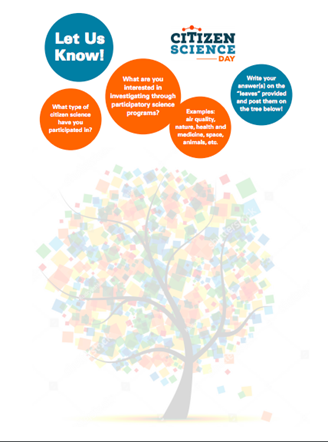 Let Us
Know!
CITIZEN
SCIENCE
DAY
What are you
interested in
investigating through
participatory science
programs?
Write your
answer(s) on the
"leaves" provided
and post them on
the tree below!
What type of
citizen science
have you
participated in?
Examples:
air quality,
nature, health and
medicine, space,
animals, etc.